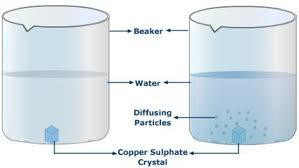 Beaker
Water
Diffusing
Particles
Copper Sulphate
Crystal